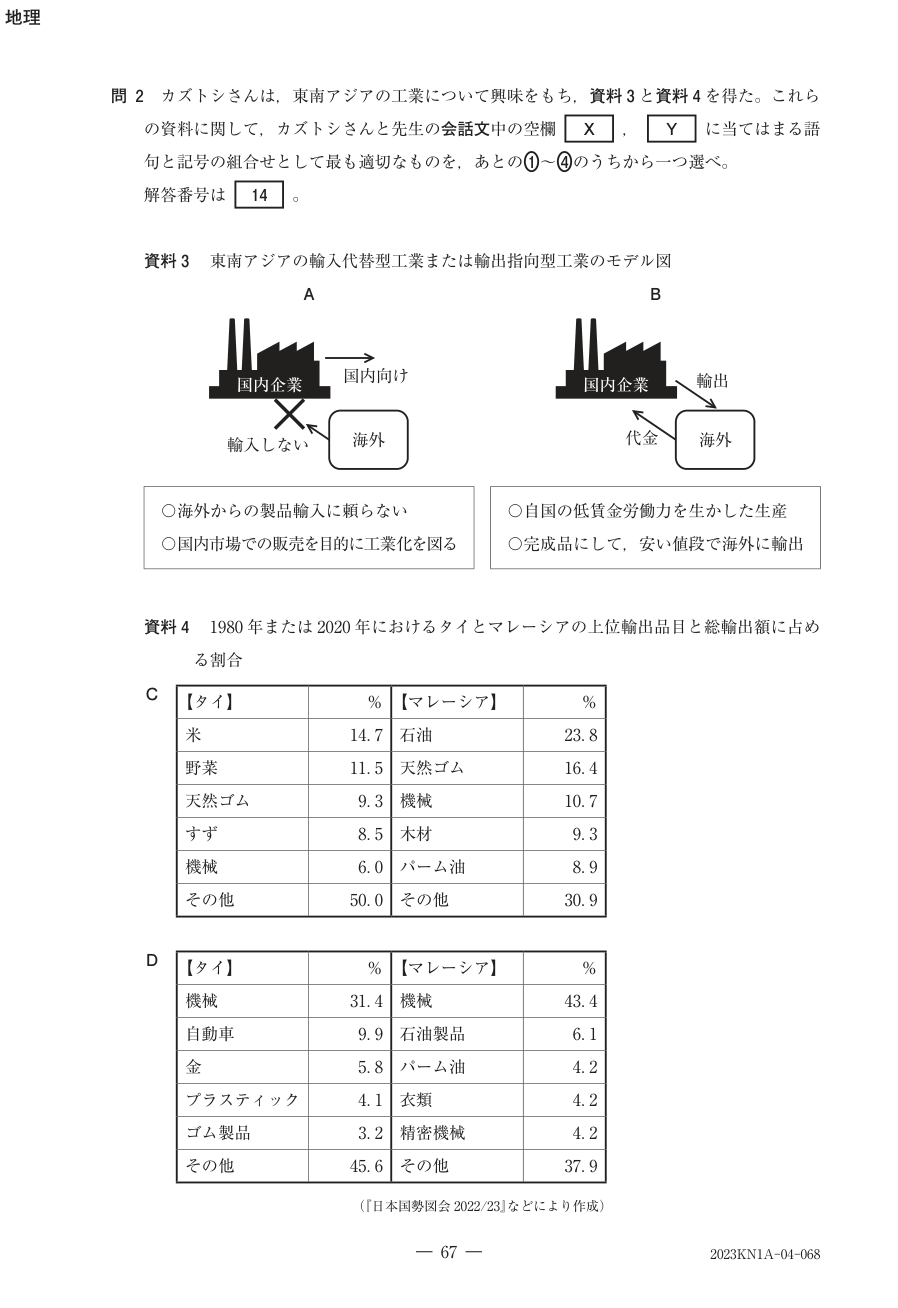 地理
問 2 カズトシさんは，東南アジアの工業について興味をもち，資料 3 と資料 4 を得た。これら
の資料に関して，カズトシさんと先生の会話文中の空欄 X ， Y に当てはまる語
句と記号の組合せとして最も適切なものを，あとの①～④のうちから一つ選べ。
解答番号は 14 。
資料 3 東南アジアの輸入代替型工業または輸出指向型工業のモデル図
A
B
国内企業
国内向け
輸入しない
海外
国内企業
輸出
代金
海外
○海外からの製品輸入に頼らない
○国内市場での販売を目的に工業化を図る
○自国の低賃金労働力を生かした生産
○完成品にして，安い値段で海外に輸出
資料 4 1980 年または 2020 年におけるタイとマレーシアの上位輸出品目と総輸出額に占め
る割合
C
【タイ】 % 【マレーシア】 %
米 14.7 石油 23.8
野菜 11.5 天然ゴム 16.4
天然ゴム 9.3 機械 10.7
すず 8.5 木材 9.3
機械 6.0 パーム油 8.9
その他 50.0 その他 30.9
D
【タイ】 % 【マレーシア】 %
機械 31.4 機械 43.4
自動車 9.9 石油製品 6.1
金 5.8 パーム油 4.2
プラスティック 4.1 衣類 4.2
ゴム製品 3.2 精密機械 4.2
その他 45.6 その他 37.9
（『日本国勢図会 2022/23』などにより作成）
― 67 ―
2023KN1A-04-068